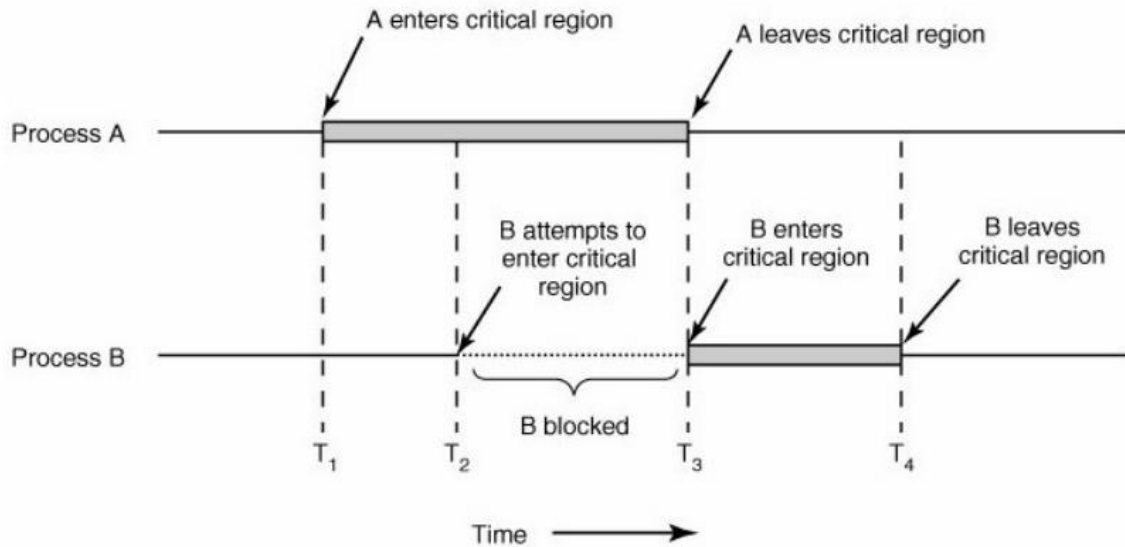 A enters critical region
A leaves critical region
Process A
B attempts to
enter critical
region
B enters
critical region
B leaves
critical region
Process B
B blocked
T1
T2
T3
T4
Time